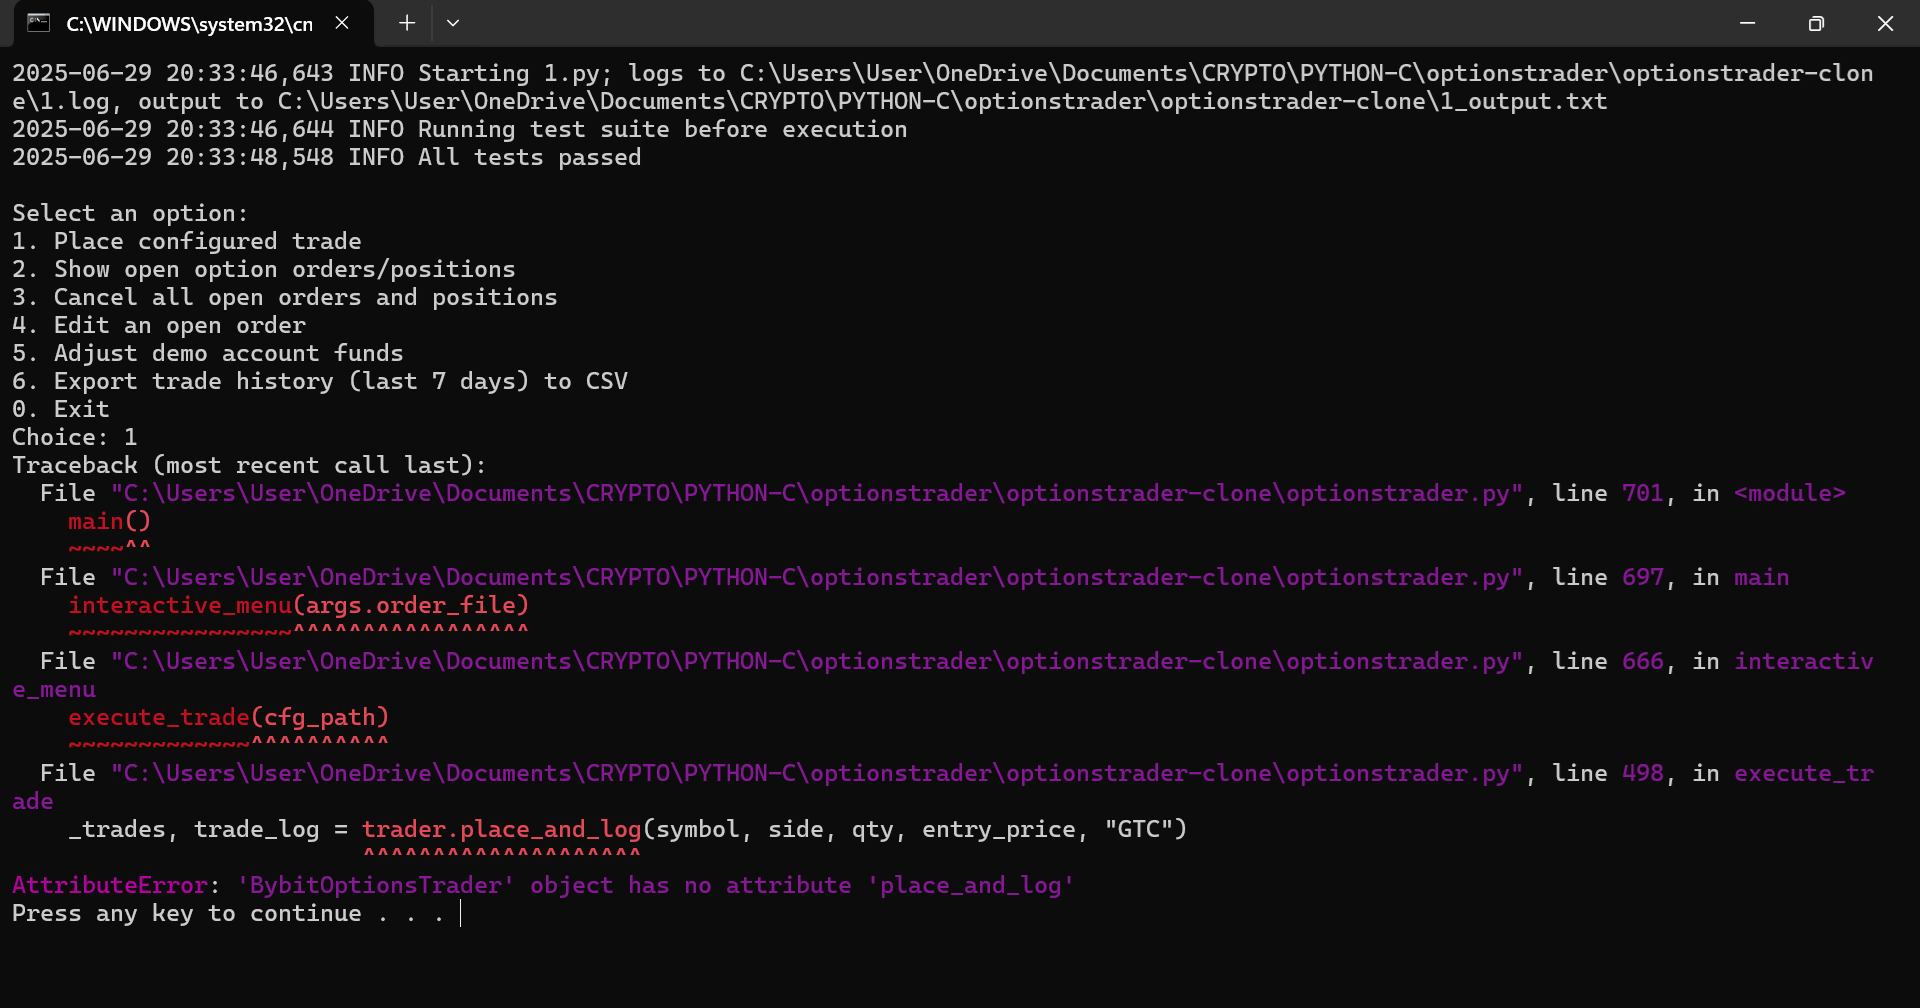 C:\WINDOWS\system32\cn
2025-06-29 20:33:46,643 INFO Starting 1.py; logs to C:\Users\User\OneDrive\Documents\CRYPTO\PYTHON-C\optionstrader\optionstrader-clon
e\1.log, output to C:\Users\User\OneDrive\Documents\CRYPTO\PYTHON-C\optionstrader\optionstrader-clone\1_output.txt
2025-06-29 20:33:46,644 INFO Running test suite before execution
2025-06-29 20:33:48,548 INFO All tests passed
Select an option:
1. Place configured trade
2. Show open option orders/positions
3. Cancel all open orders and positions
4. Edit an open order
5. Adjust demo account funds
6. Export trade history (last 7 days) to CSV
0. Exit
Choice: 1
Traceback (most recent call last):
  File "C:\Users\User\OneDrive\Documents\CRYPTO\PYTHON-C\optionstrader\optionstrader-clone\optionstrader.py", line 701, in <module>
    main()
    ~~~~^^
  File "C:\Users\User\OneDrive\Documents\CRYPTO\PYTHON-C\optionstrader\optionstrader-clone\optionstrader.py", line 697, in main
    interactive_menu(args.order_file)
    ~~~~~~~~~~~~~~~~^^^^^^^^^^^^^^^^^
  File "C:\Users\User\OneDrive\Documents\CRYPTO\PYTHON-C\optionstrader\optionstrader-clone\optionstrader.py", line 666, in interactiv
e_menu
    execute_trade(cfg_path)
    ~~~~~~~~~~~~~^^^^^^^^^^
  File "C:\Users\User\OneDrive\Documents\CRYPTO\PYTHON-C\optionstrader\optionstrader-clone\optionstrader.py", line 498, in execute_tr
ade
    _trades, trade_log = trader.place_and_log(symbol, side, qty, entry_price, "GTC")
                         ^^^^^^^^^^^^^^^^^^^^
AttributeError: 'BybitOptionsTrader' object has no attribute 'place_and_log'
Press any key to continue . . .